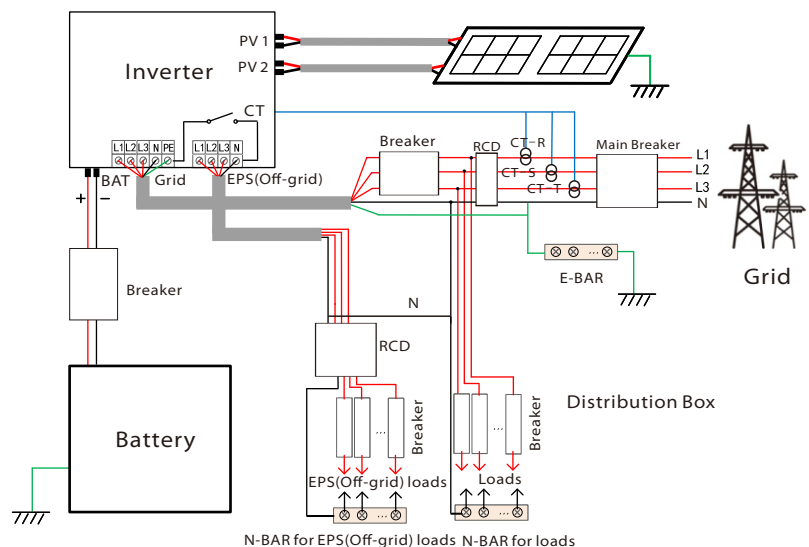 PV 1
Inverter
PV 2
CT
L1 L2 L3 N PE
L1 L2 L3 N
BAT
Grid
EPS(Off-grid)
+
−
Breaker
RCD
CT-R
CT-S
CT-T
Main Breaker
L1
L2
L3
N
Grid
E-BAR
Breaker
N
RCD
Battery
...
Breaker
...
Breaker
Distribution Box
EPS(Off-grid) loads
Loads
...
...
...
N-BAR for EPS(Off-grid) loads
N-BAR for loads